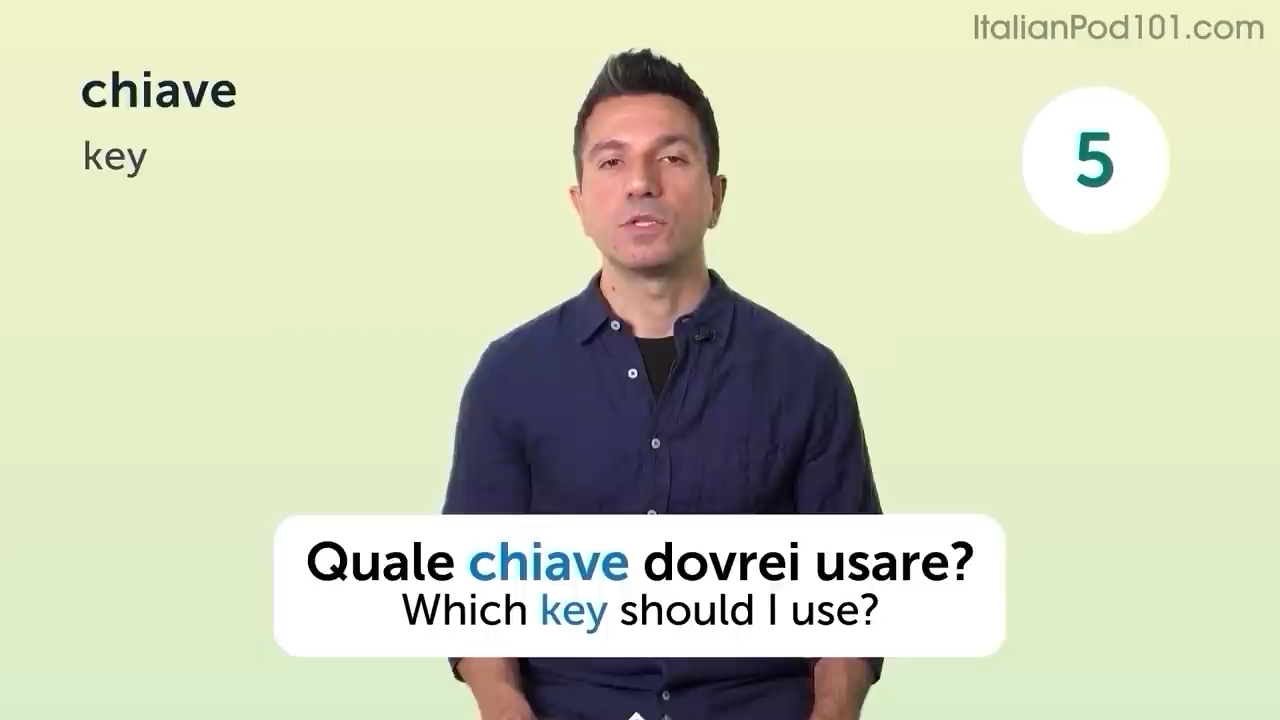 ItalianPod101.com
chiave
key
5
Quale chiave dovrei usare?
Which key should I use?